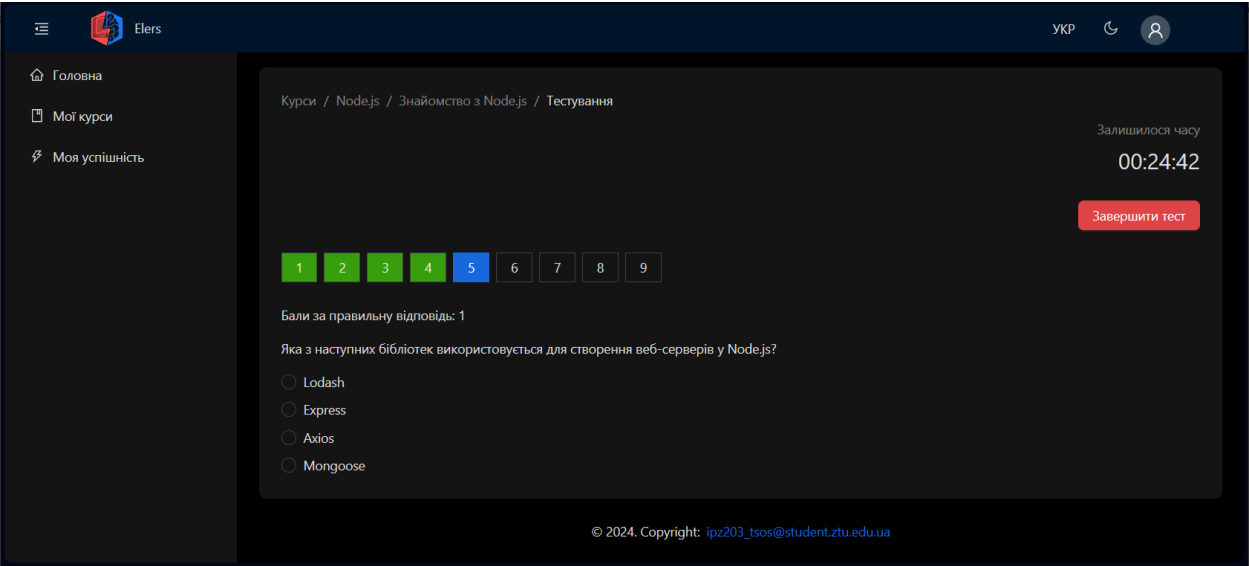 Elers
УКР
Головна
Мої курси
Моя успішність
Курси / Node.js / Знайомство з Node.js / Тестування
Залишилося часу
00:24:42
Завершити тест
1 2 3 4 5 6 7 8 9
Бали за правильну відповідь: 1
Яка з наступних бібліотек використовується для створення веб-серверів у Node.js?
Lodash
Express
Axios
Mongoose
© 2024. Copyright: ipz203_tsos@student.ztu.edu.ua